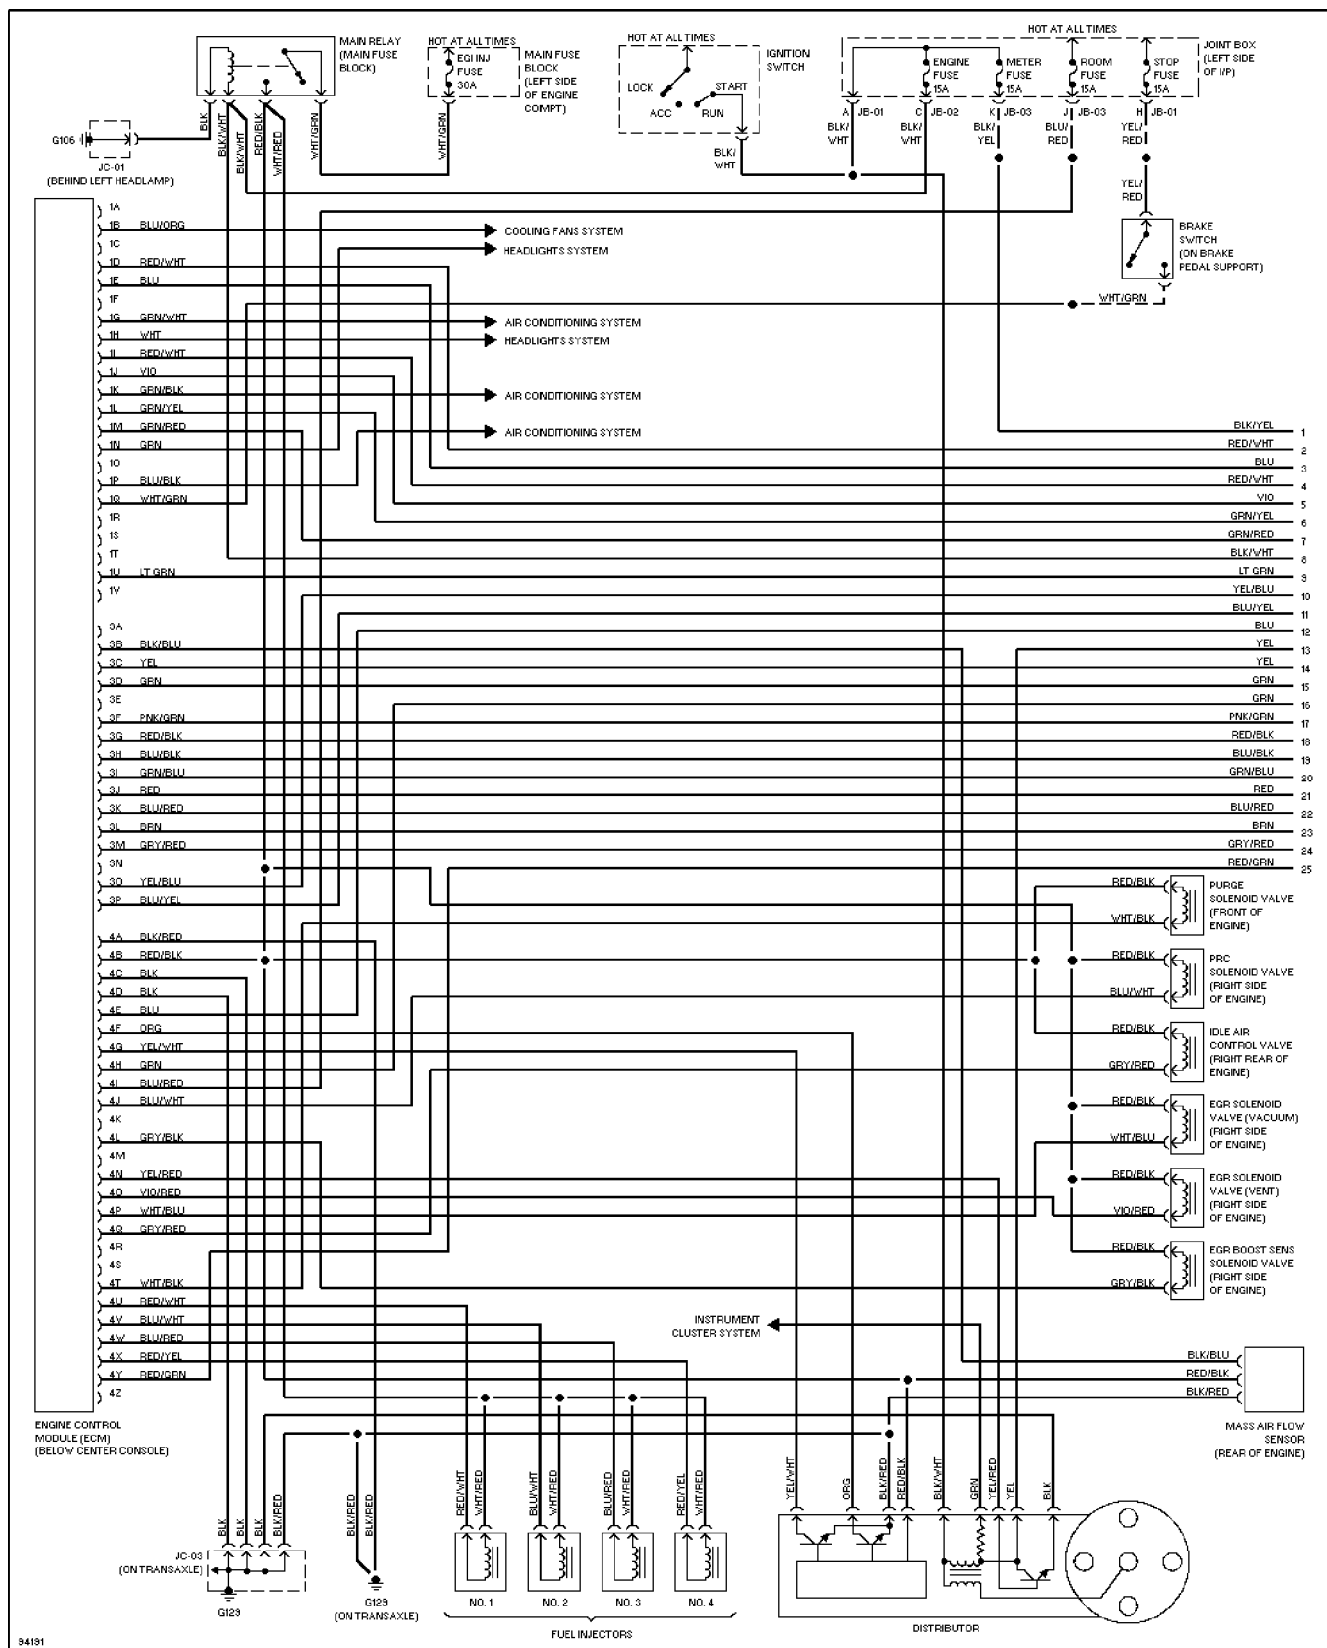 HOT AT ALL TIMES
HOT AT ALL TIMES
HOT AT ALL TIMES
MAIN RELAY
(MAIN FUSE
BLOCK)
EGI INJ
FUSE
30A
MAIN FUSE
BLOCK
(LEFT SIDE
OF ENGINE
COMPT)
LOCK
ACC
RUN
START
IGNITION
SWITCH
ENGINE
FUSE
15A
METER
FUSE
15A
ROOM
FUSE
15A
STOP
FUSE
15A
JOINT BOX
(LEFT SIDE
OF I/P)
A JB-01
C JB-02
K JB-03
J JB-03
H JB-01
BLK/
WHT
BLK/
WHT
BLK/
YEL
BLU/
RED
YEL/
RED
BLK/
WHT
YEL/
RED
BLK
BLK/WHT
BLK/WHT
RED/BLK
WHT/RED
WHT/GRN
WHT/GRN
G106
JC-01
(BEHIND LEFT HEADLAMP)
BRAKE
SWITCH
(ON BRAKE
PEDAL SUPPORT)
WHT/GRN
1A
1B BLU/ORG
COOLING FANS SYSTEM
1C
HEADLIGHTS SYSTEM
1D RED/WHT
1E BLU
1F
1G GRN/WHT
AIR CONDITIONING SYSTEM
1H WHT
HEADLIGHTS SYSTEM
1I RED/WHT
1J VIO
1K GRN/BLK
AIR CONDITIONING SYSTEM
1L GRN/YEL
1M GRN/RED
AIR CONDITIONING SYSTEM
1N GRN
1O
1P BLU/BLK
1Q WHT/GRN
1R
1S
1T
1U LT GRN
1V
3A
3B BLK/BLU
3C YEL
3D GRN
3E
3F PNK/GRN
3G RED/BLK
3H BLU/BLK
3I GRN/BLU
3J RED
3K BLU/RED
3L BRN
3M GRY/RED
3N
3O YEL/BLU
3P BLU/YEL
4A BLK/RED
4B RED/BLK
4C BLK
4D BLK
4E BLU
4F ORG
4G YEL/WHT
4H GRN
4I BLU/RED
4J BLU/WHT
4K
4L GRY/BLK
4M
4N YEL/RED
4O VIO/RED
4P WHT/BLU
4Q GRY/RED
4R
4S
4T WHT/BLK
4U RED/WHT
4V BLU/WHT
4W BLU/RED
4X RED/YEL
4Y RED/GRN
4Z
ENGINE CONTROL
MODULE (ECM)
(BELOW CENTER CONSOLE)
BLK/YEL 1
RED/WHT 2
BLU 3
RED/WHT 4
VIO 5
GRN/YEL 6
GRN/RED 7
BLK/WHT 8
LT GRN 9
YEL/BLU 10
BLU/YEL 11
BLU 12
YEL 13
YEL 14
GRN 15
GRN 16
PNK/GRN 17
RED/BLK 18
BLU/BLK 19
GRN/BLU 20
RED 21
BLU/RED 22
BRN 23
GRY/RED 24
RED/GRN 25
RED/BLK
WHT/BLK
PURGE
SOLENOID VALVE
(FRONT OF
ENGINE)
RED/BLK
BLU/WHT
PRC
SOLENOID VALVE
(RIGHT SIDE
OF ENGINE)
RED/BLK
GRY/RED
IDLE AIR
CONTROL VALVE
(RIGHT REAR OF
ENGINE)
RED/BLK
WHT/BLU
EGR SOLENOID
VALVE (VACUUM)
(RIGHT SIDE
OF ENGINE)
RED/BLK
VIO/RED
EGR SOLENOID
VALVE (VENT)
(RIGHT SIDE
OF ENGINE)
RED/BLK
GRY/BLK
EGR BOOST SENS
SOLENOID VALVE
(RIGHT SIDE
OF ENGINE)
INSTRUMENT
CLUSTER SYSTEM
BLK/BLU
RED/BLK
BLK/RED
MASS AIR FLOW
SENSOR
(REAR OF ENGINE)
BLK
BLK
BLK
BLK/RED
BLK/RED
BLK/RED
RED/WHT
WHT/RED
BLU/WHT
WHT/RED
BLU/RED
WHT/RED
RED/YEL
WHT/RED
YEL/WHT
ORG
BLK/RED
RED/BLK
BLK/WHT
GRN
YEL/RED
YEL
BLK
JC-03
(ON TRANSAXLE)
G129
G129
(ON TRANSAXLE)
NO. 1
NO. 2
NO. 3
NO. 4
FUEL INJECTORS
DISTRIBUTOR
94191